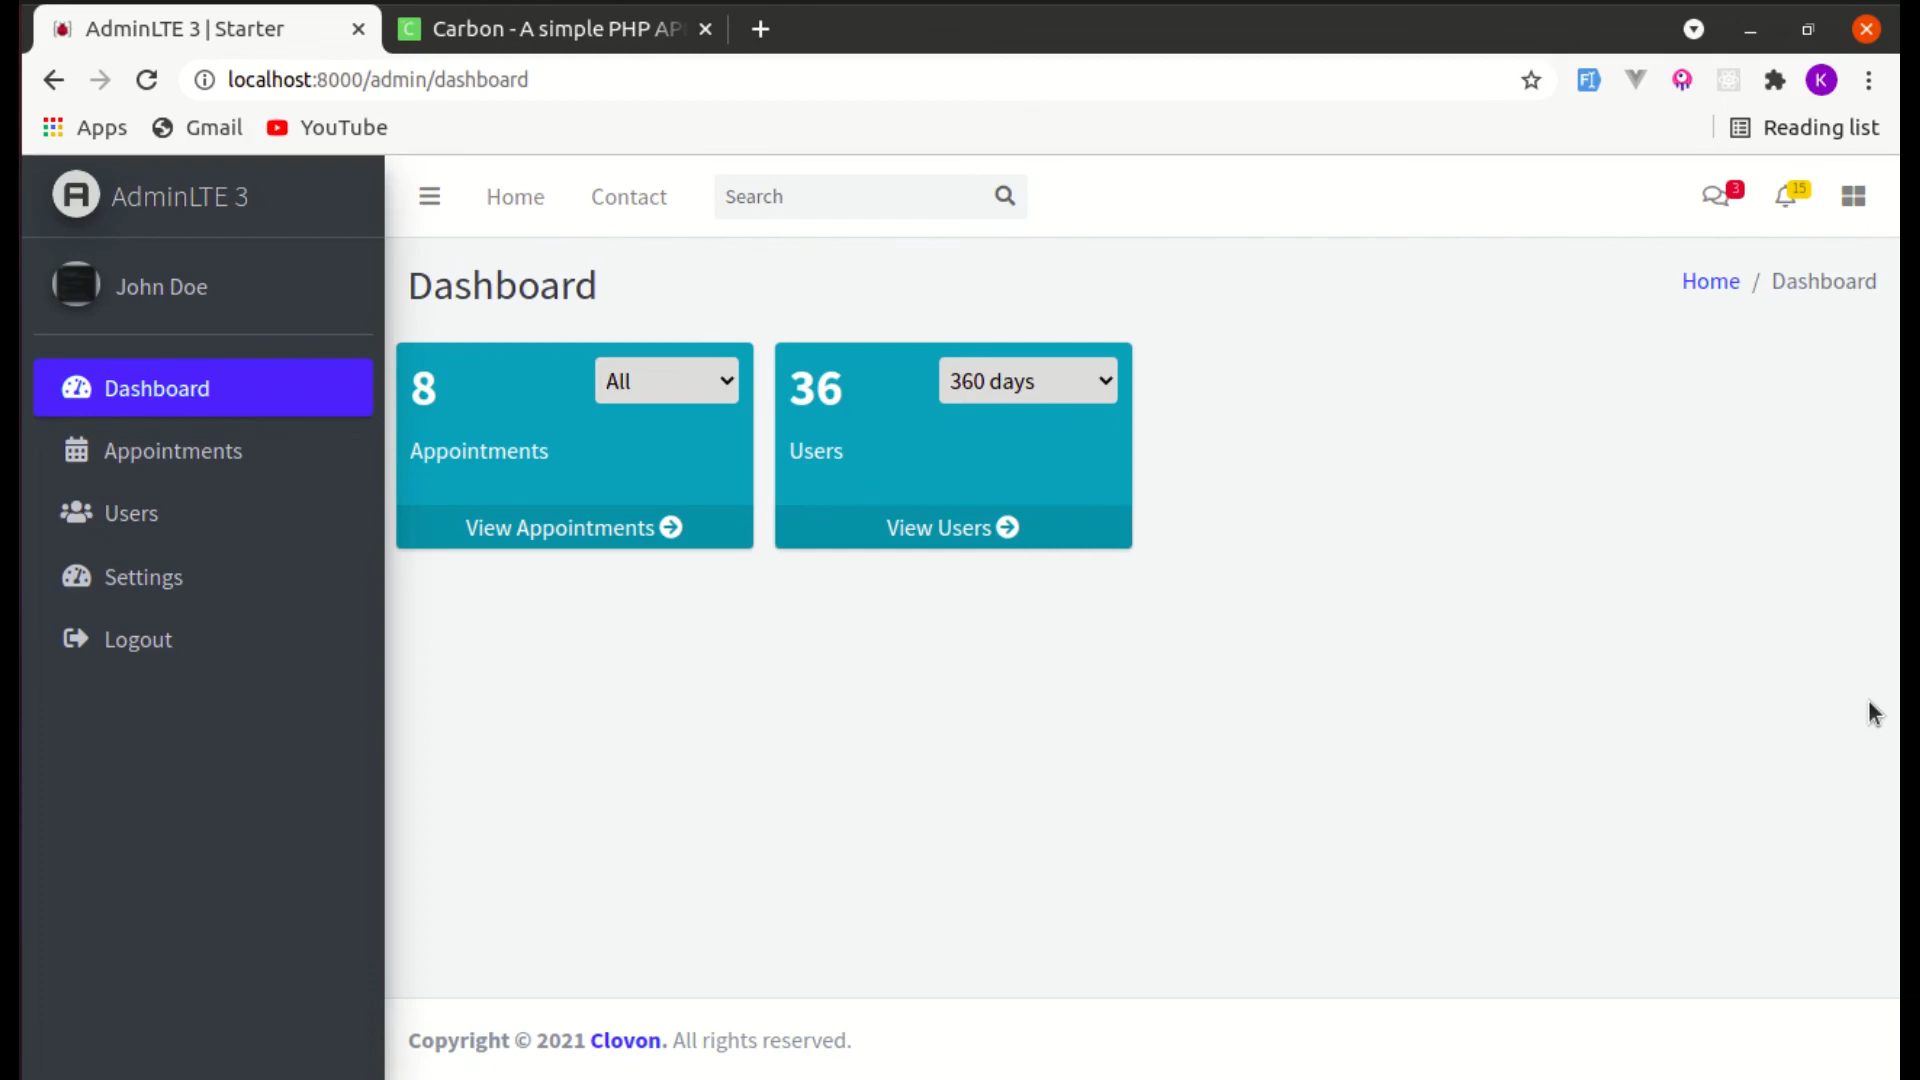 AdminLTE 3 | Starter
Carbon - A simple PHP AP
localhost:8000/admin/dashboard
K
Apps
Gmail
YouTube
Reading list
AdminLTE 3
Home
Contact
Search
3
15
John Doe
Dashboard
Home / Dashboard
Dashboard
Appointments
Users
Settings
Logout
8
All
Appointments
View Appointments
36
360 days
Users
View Users
Copyright © 2021 Clovon. All rights reserved.